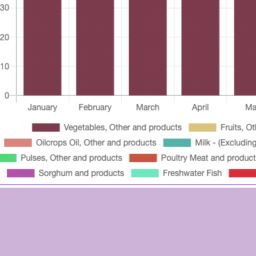 30
20
10
0
January February March April Ma
Vegetables, Other and products Fruits, Oth
Oilcrops Oil, Other and products Milk - (Excluding
Pulses, Other and products Poultry Meat and product
Sorghum and products Freshwater Fish